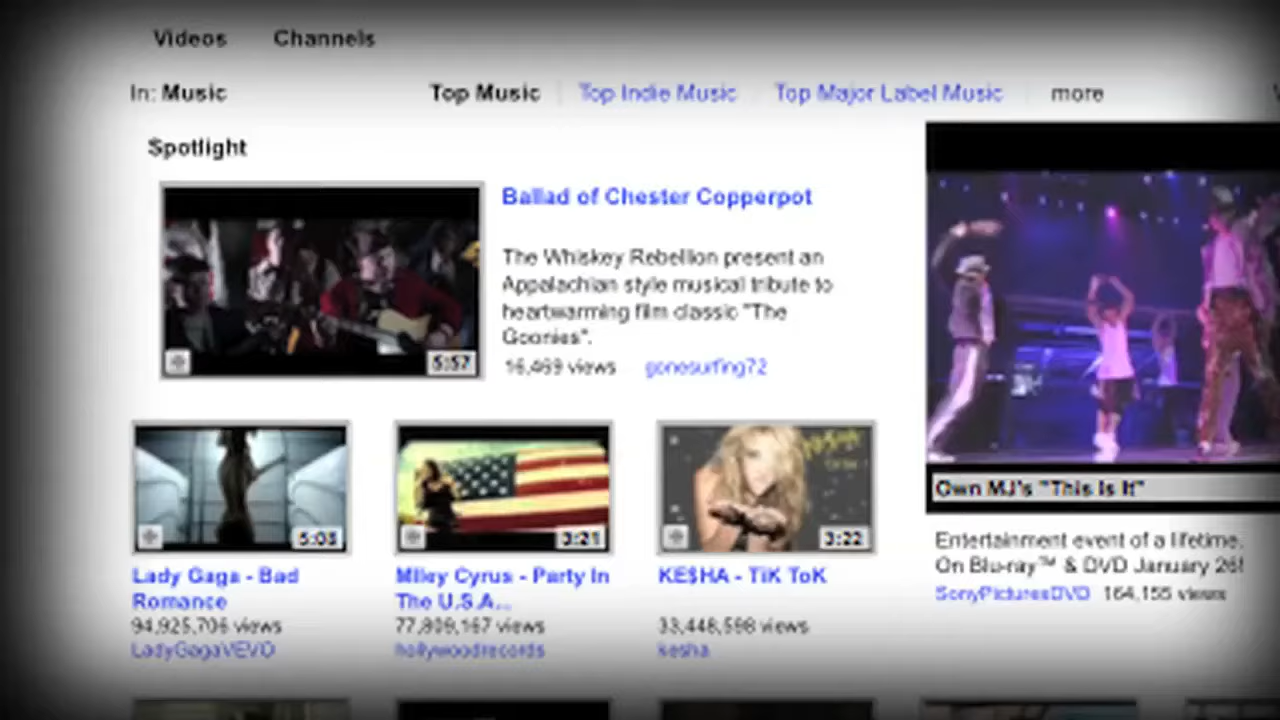 Videos Channels
In: Music Top Music Top Indie Music Top Major Label Music more
Spotlight
Ballad of Chester Copperpot
The Whiskey Rebellion present an
Appalachian style musical tribute to
heartwarming film classic "The
Goonies".
16,469 views gonesurfing72
5:57
Own MJ's "This Is It"
Entertainment event of a lifetime.
On Blu-ray™ & DVD January 26!
SonyPicturesDVD 164,155 views
5:08
3:21
3:22
Lady Gaga - Bad
Romance
94,925,706 views
LadyGagaVEVO
Miley Cyrus - Party In
The U.S.A...
77,809,167 views
hollywoodrecords
KE$HA - TiK ToK
33,448,598 views
kesha